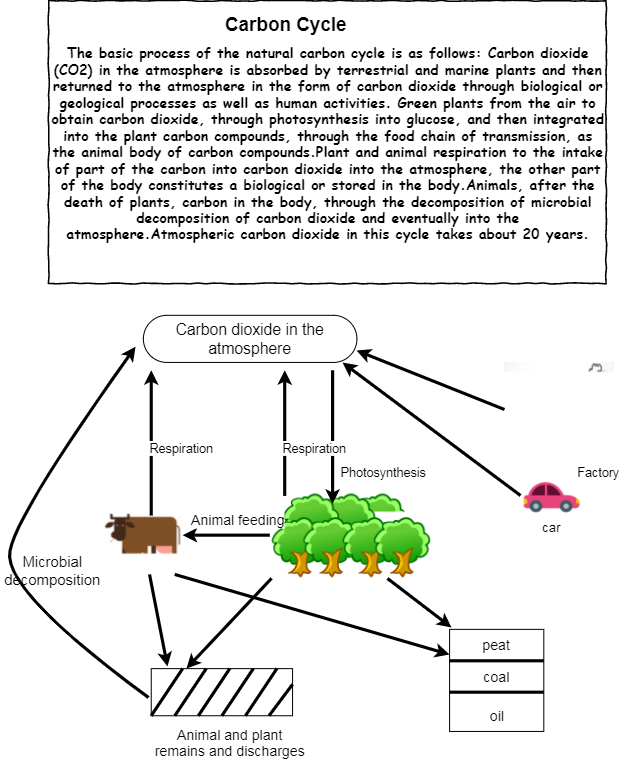 Carbon Cycle
The basic process of the natural carbon cycle is as follows: Carbon dioxide
(CO2) in the atmosphere is absorbed by terrestrial and marine plants and then
returned to the atmosphere in the form of carbon dioxide through biological or
geological processes as well as human activities. Green plants from the air to
obtain carbon dioxide, through photosynthesis into glucose, and then integrated
into the plant carbon compounds, through the food chain of transmission, as
the animal body of carbon compounds.Plant and animal respiration to the intake
of part of the carbon into carbon dioxide into the atmosphere, the other part
of the body constitutes a biological or stored in the body.Animals, after the
death of plants, carbon in the body, through the decomposition of microbial
decomposition of carbon dioxide and eventually into the
atmosphere.Atmospheric carbon dioxide in this cycle takes about 20 years.
Carbon dioxide in the
atmosphere
Respiration
Respiration
Photosynthesis
Factory
car
Animal feeding
Microbial
decomposition
peat
coal
oil
Animal and plant
remains and discharges